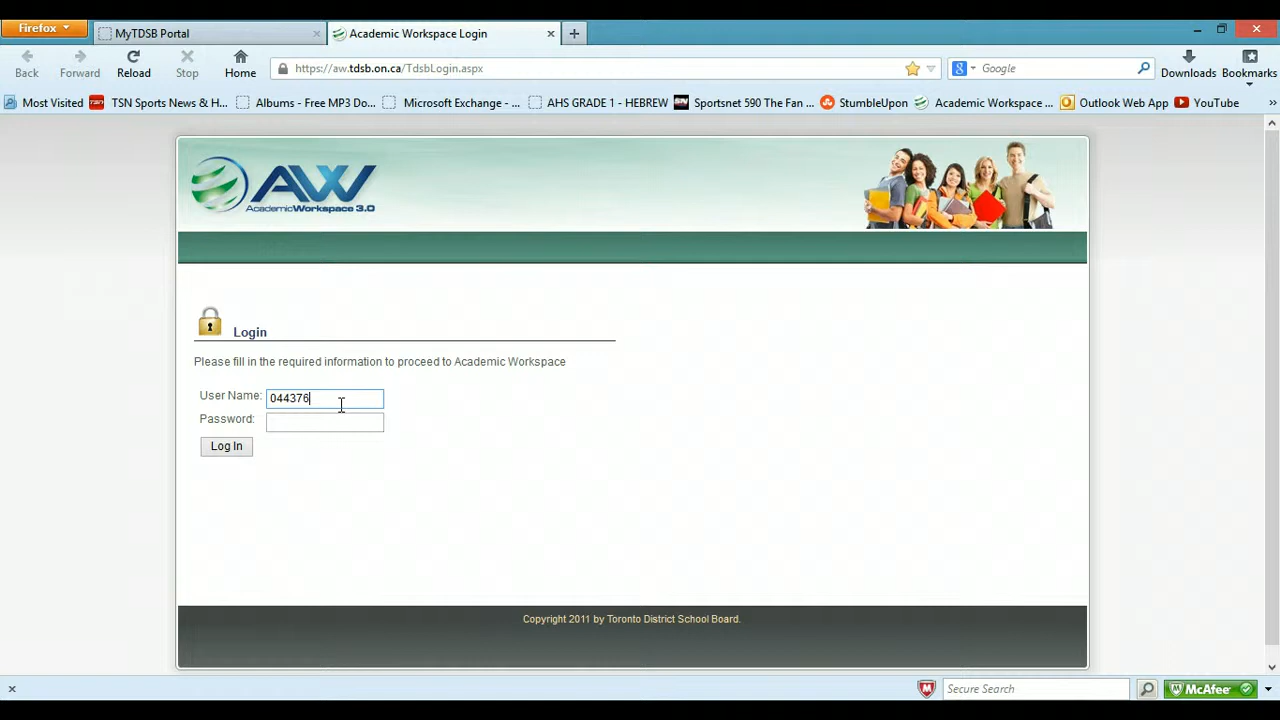 Firefox
MyTDSB Portal
Academic Workspace Login
Back
Forward
Reload
Stop
Home
https://aw.tdsb.on.ca/TdsbLogin.aspx
Google
Downloads
Bookmarks
Most Visited
TSN Sports News & H...
Albums - Free MP3 Do...
Microsoft Exchange - ...
AHS GRADE 1 - HEBREW
Sportsnet 590 The Fan ...
StumbleUpon
Academic Workspace ...
Outlook Web App
YouTube
AW
AcademicWorkspace 3.0
Login
Please fill in the required information to proceed to Academic Workspace
User Name: 044376
Password:
Log In
Copyright 2011 by Toronto District School Board.
Secure Search
McAfee